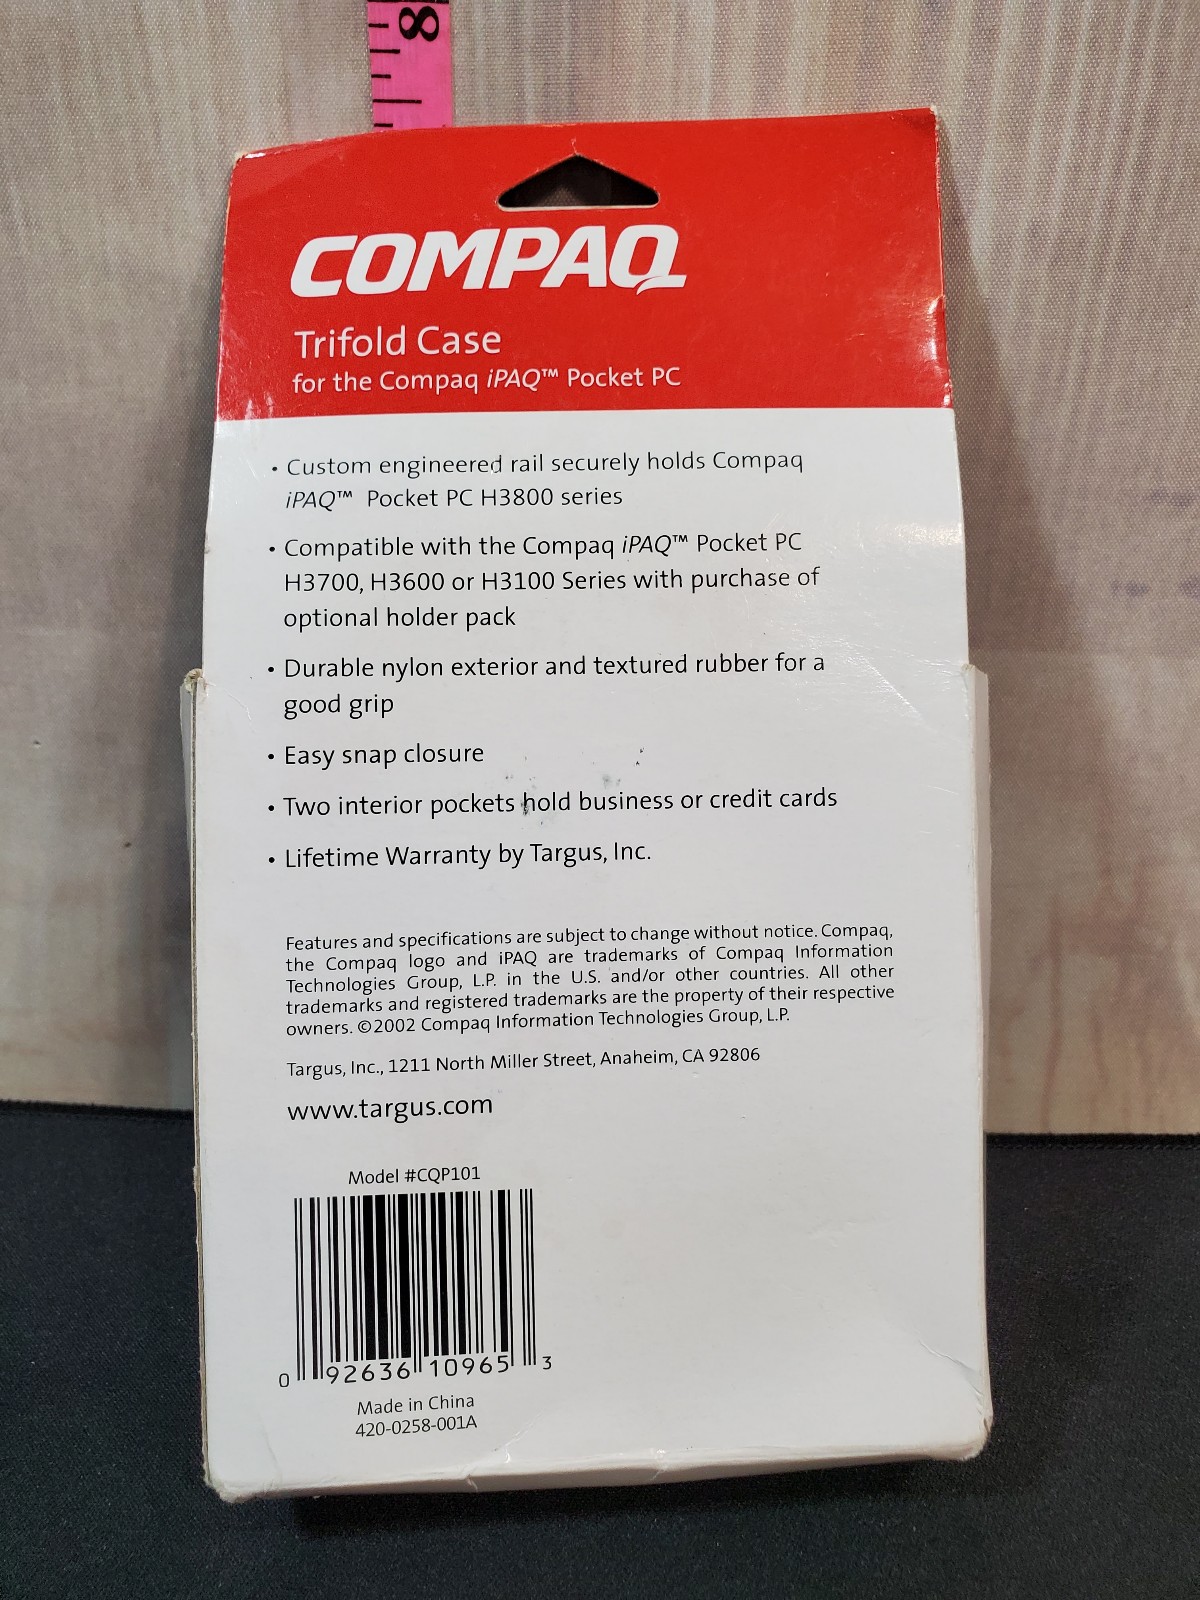 8
COMPAQ
Trifold Case
for the Compaq iPAQ™ Pocket PC
• Custom engineered rail securely holds Compaq
iPAQ™ Pocket PC H3800 series
• Compatible with the Compaq iPAQ™ Pocket PC
H3700, H3600 or H3100 Series with purchase of
optional holder pack
• Durable nylon exterior and textured rubber for a
good grip
• Easy snap closure
• Two interior pockets hold business or credit cards
• Lifetime Warranty by Targus, Inc.
Features and specifications are subject to change without notice. Compaq,
the Compaq logo and iPAQ are trademarks of Compaq Information
Technologies Group, L.P. in the U.S. and/or other countries. All other
trademarks and registered trademarks are the property of their respective
owners. ©2002 Compaq Information Technologies Group, L.P.
Targus, Inc., 1211 North Miller Street, Anaheim, CA 92806
www.targus.com
Model #CQP101
0 92636 10965 3
Made in China
420-0258-001A